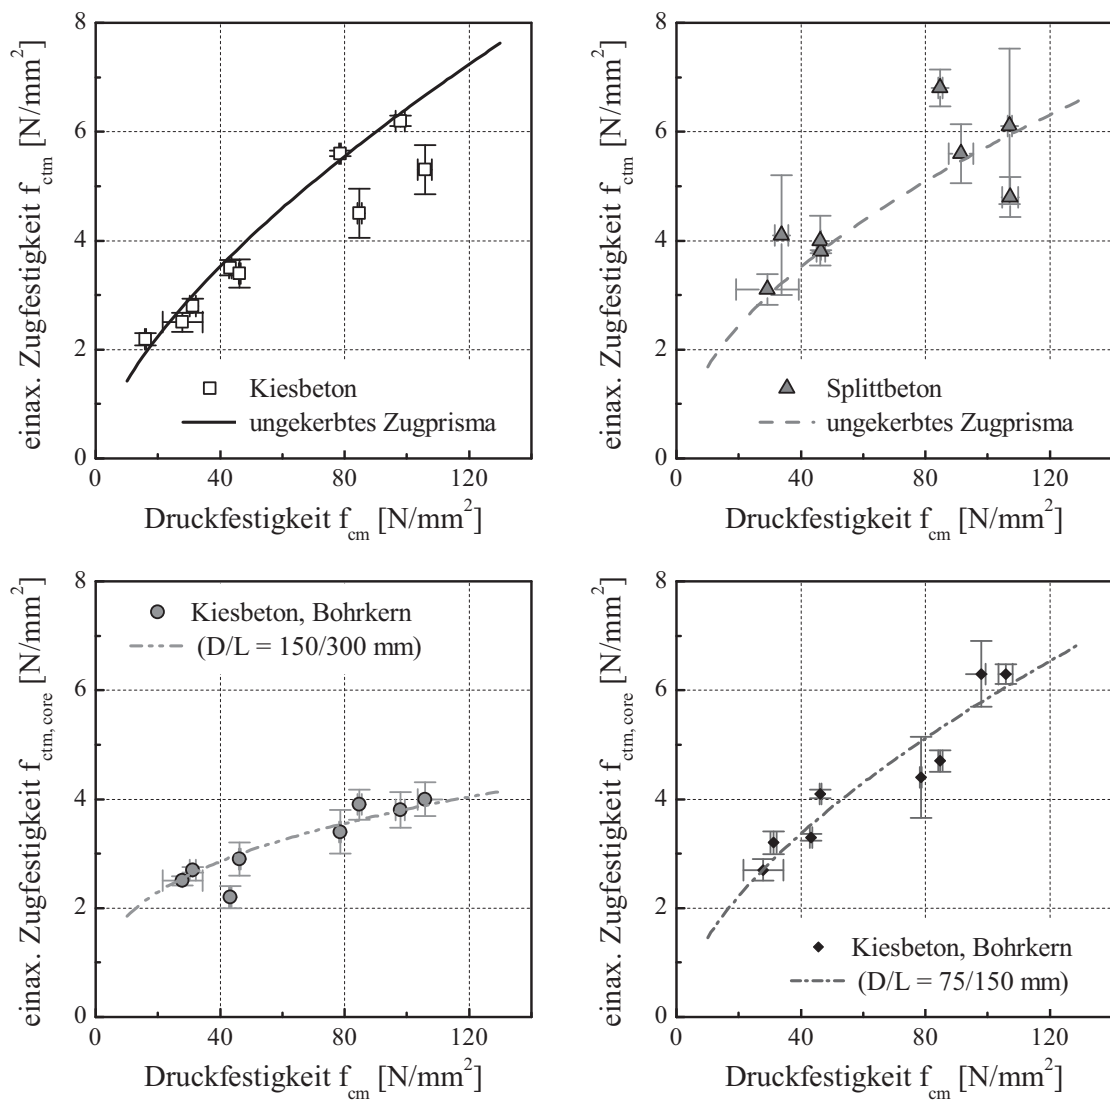 einax. Zugfestigkeit f_ctm [N/mm²]
8
6
4
2
0
Kiesbeton
ungekerbtes Zugprisma
0 40 80 120
Druckfestigkeit f_cm [N/mm²]
einax. Zugfestigkeit f_ctm [N/mm²]
8
6
4
2
0
Splittbeton
ungekerbtes Zugprisma
0 40 80 120
Druckfestigkeit f_cm [N/mm²]
einax. Zugfestigkeit f_ctm, core [N/mm²]
8
6
4
2
0
Kiesbeton, Bohrkern
(D/L = 150/300 mm)
0 40 80 120
Druckfestigkeit f_cm [N/mm²]
einax. Zugfestigkeit f_ctm, core [N/mm²]
8
6
4
2
0
Kiesbeton, Bohrkern
(D/L = 75/150 mm)
0 40 80 120
Druckfestigkeit f_cm [N/mm²]